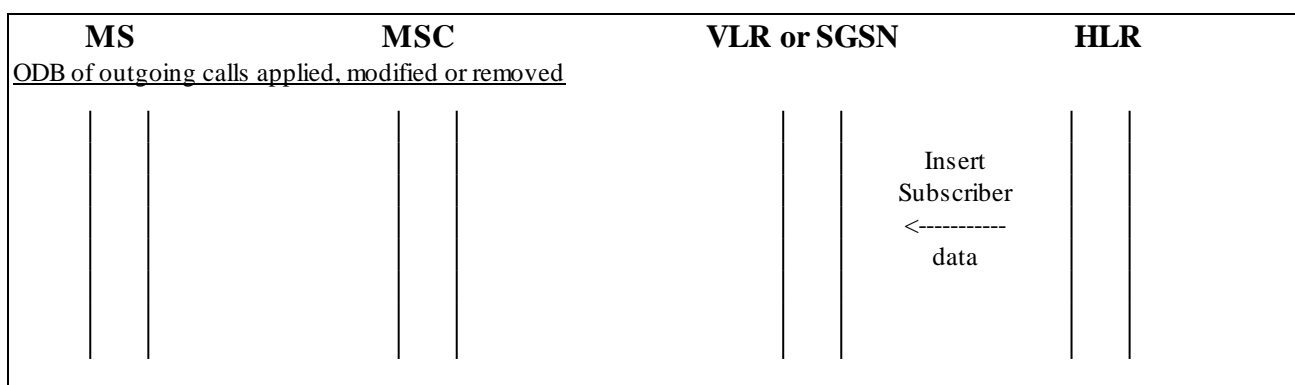 MS MSC VLR or SGSN HLR
ODB of outgoing calls applied, modified or removed
Insert
Subscriber
<-----------
data